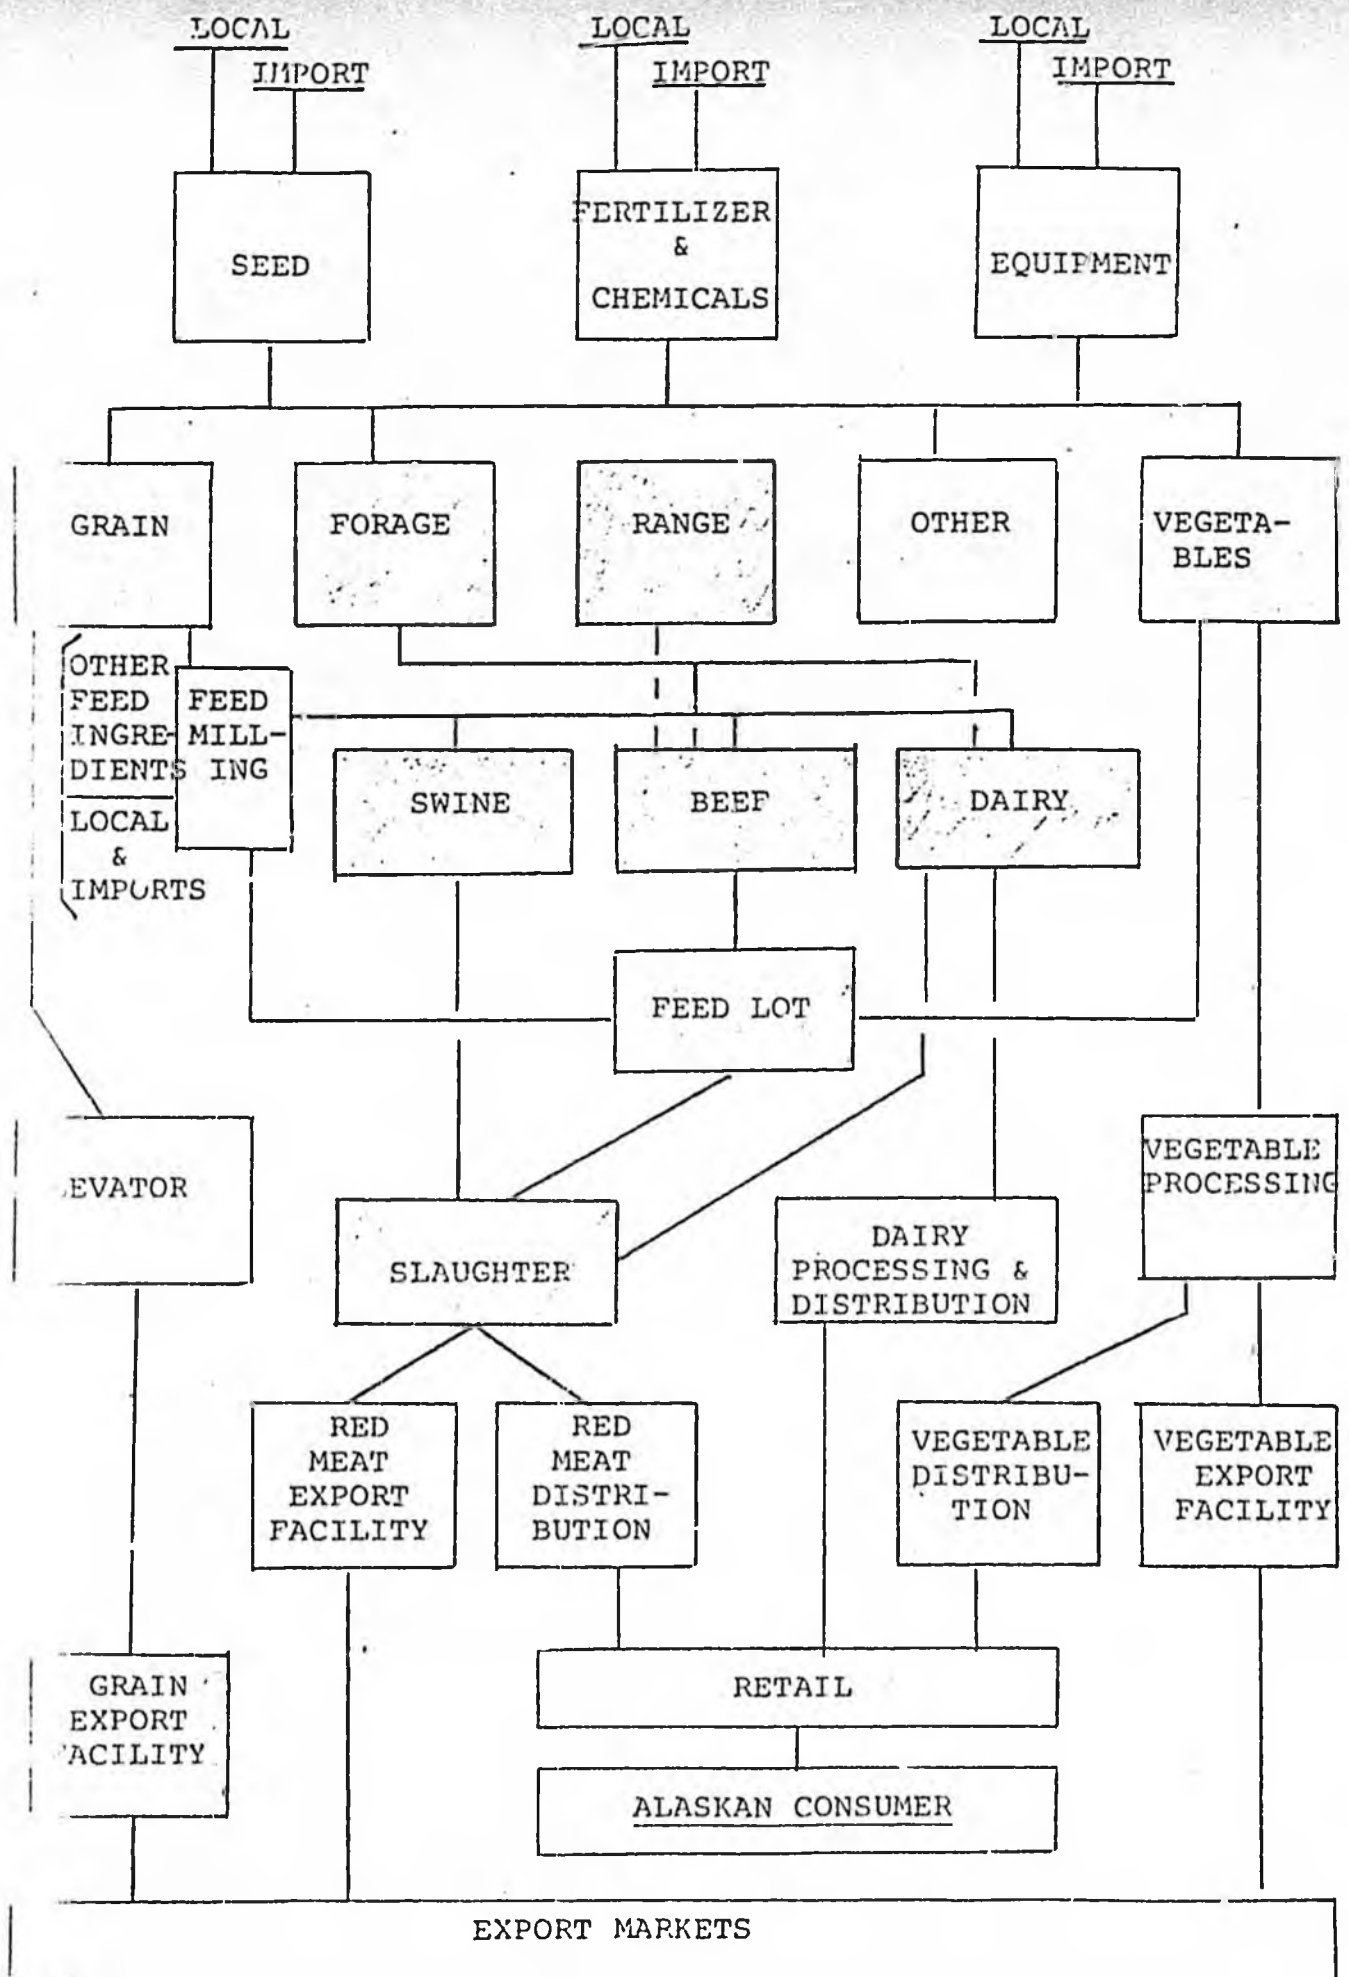 LOCAL
IMPORT
LOCAL
IMPORT
LOCAL
IMPORT
SEED
FERTILIZER
&
CHEMICALS
EQUIPMENT
GRAIN
FORAGE
RANGE
OTHER
VEGETA-
BLES
OTHER
FEED
INGRE-
DIENTS
LOCAL
&
IMPORTS
FEED
MILL-
ING
SWINE
BEEF
DAIRY
FEED LOT
EVATOR
SLAUGHTER
DAIRY
PROCESSING &
DISTRIBUTION
VEGETABLE
PROCESSING
RED
MEAT
EXPORT
FACILITY
RED
MEAT
DISTRI-
BUTION
VEGETABLE
DISTRIBU-
TION
VEGETABLE
EXPORT
FACILITY
GRAIN
EXPORT
ACILITY
RETAIL
ALASKAN CONSUMER
EXPORT MARKETS